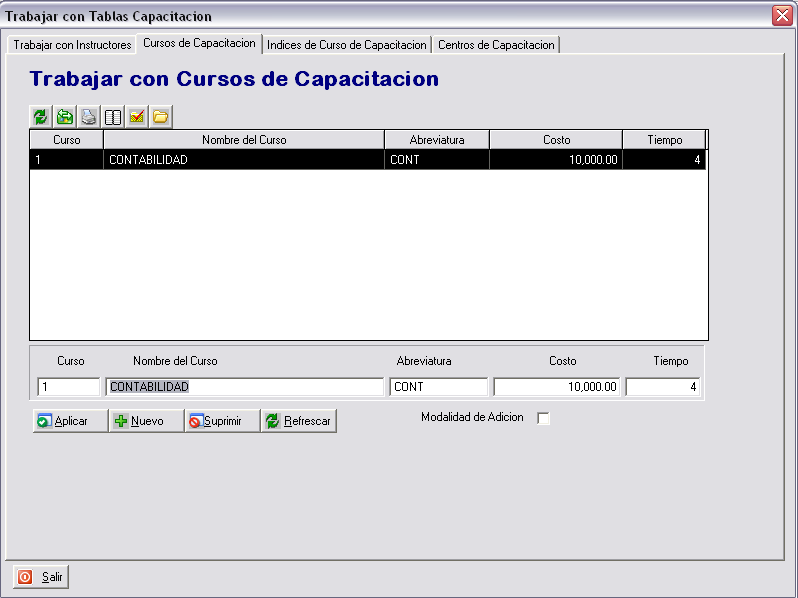 Trabajar con Tablas Capacitacion
Trabajar con Instructores Cursos de Capacitacion Indices de Curso de Capacitacion Centros de Capacitacion
Trabajar con Cursos de Capacitacion
Curso Nombre del Curso Abreviatura Costo Tiempo
1 CONTABILIDAD CONT 10,000.00 4
Curso Nombre del Curso Abreviatura Costo Tiempo
1 CONTABILIDAD CONT 10,000.00 4
Aplicar Nuevo Suprimir Refrescar Modalidad de Adicion
Salir